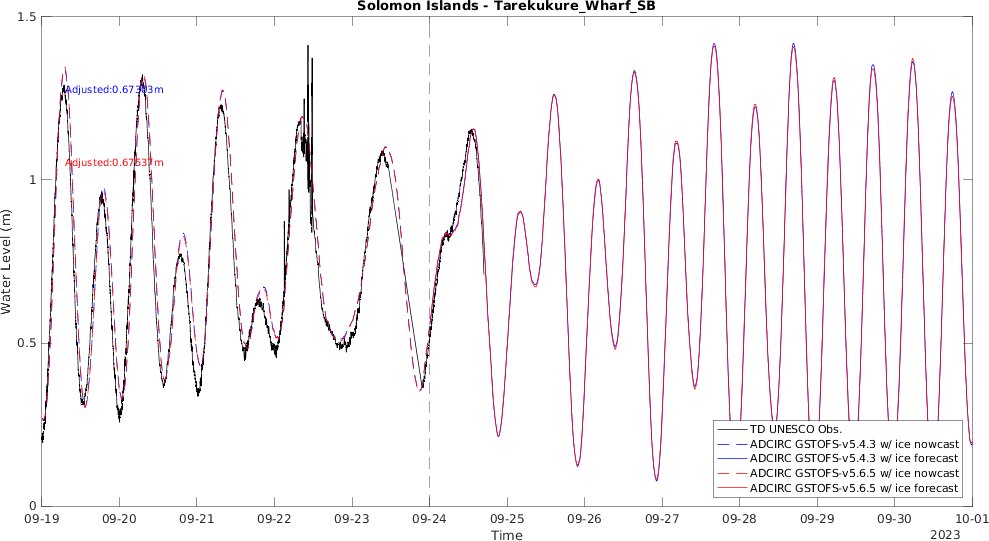 Solomon Islands - Tarekukure_Wharf_SB
1.5
1
0.5
0
Water Level (m)
Adjusted:0.67537m
TD UNESCO Obs.
ADCIRC GSTOFS-v5.4.3 w/ ice nowcast
ADCIRC GSTOFS-v5.4.3 w/ ice forecast
ADCIRC GSTOFS-v5.6.5 w/ ice nowcast
ADCIRC GSTOFS-v5.6.5 w/ ice forecast
09-19 09-20 09-21 09-22 09-23 09-24 09-25 09-26 09-27 09-28 09-29 09-30 10-01
Time
2023